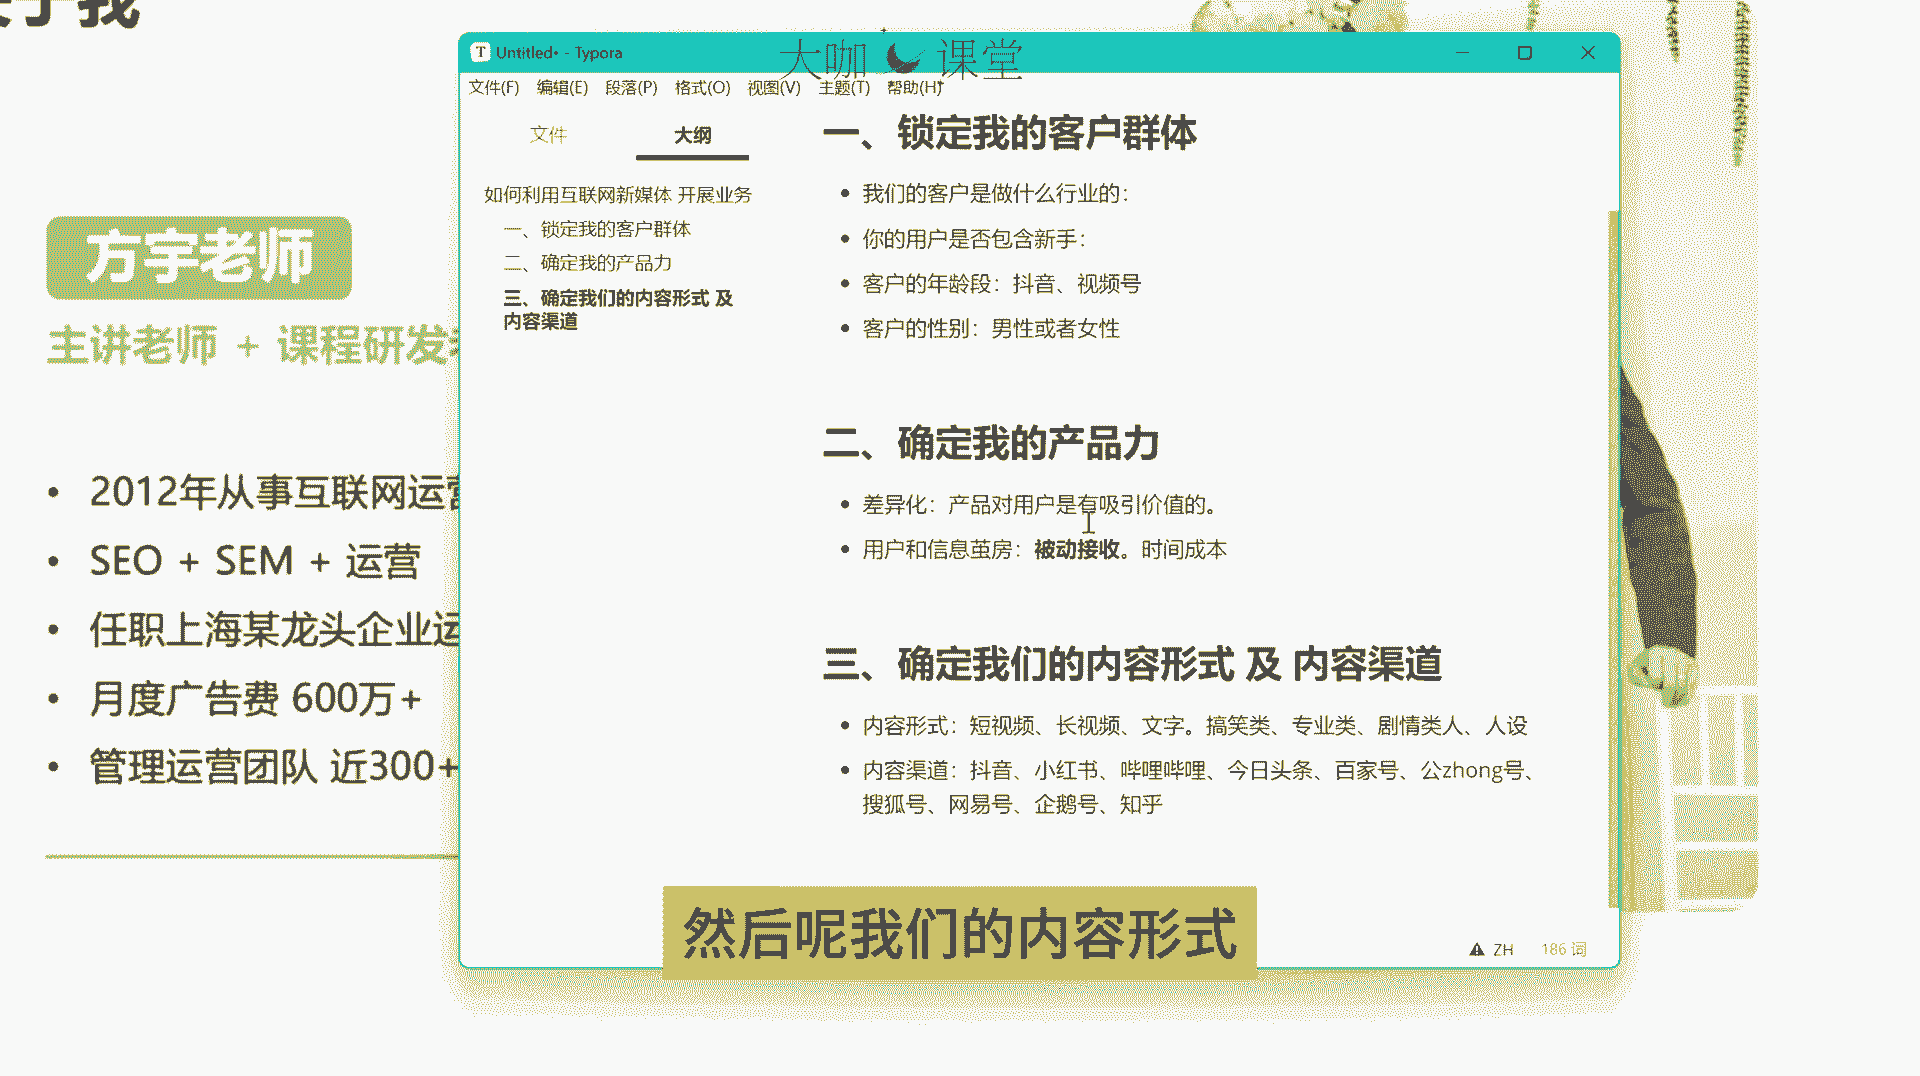 关于我
Untitled• - Typora
大咖 课堂
文件(F) 编辑(E) 段落(P) 格式(O) 视图(V) 主题(T) 帮助(H)
文件 大纲
如何利用互联网新媒体 开展业务
一、锁定我的客户群体
二、确定我的产品力
三、确定我们的内容形式 及
内容渠道
一、锁定我的客户群体
• 我们的客户是做什么行业的：
• 你的用户是否包含新手：
• 客户的年龄段：抖音、视频号
• 客户的性别：男性或者女性
二、确定我的产品力
• 差异化：产品对用户是有吸引价值的。
• 用户和信息茧房：被动接收。时间成本
三、确定我们的内容形式 及 内容渠道
• 内容形式：短视频、长视频、文字。搞笑类、专业类、剧情类人、人设
• 内容渠道：抖音、小红书、哔哩哔哩、今日头条、百家号、公zhong号、
搜狐号、网易号、企鹅号、知乎
ZH 186 词
方宇老师
主讲老师 + 课程研发
• 2012年从事互联网运营
• SEO + SEM + 运营
• 任职上海某龙头企业运
• 月度广告费 600万+
• 管理运营团队 近300+
然后呢我们的内容形式